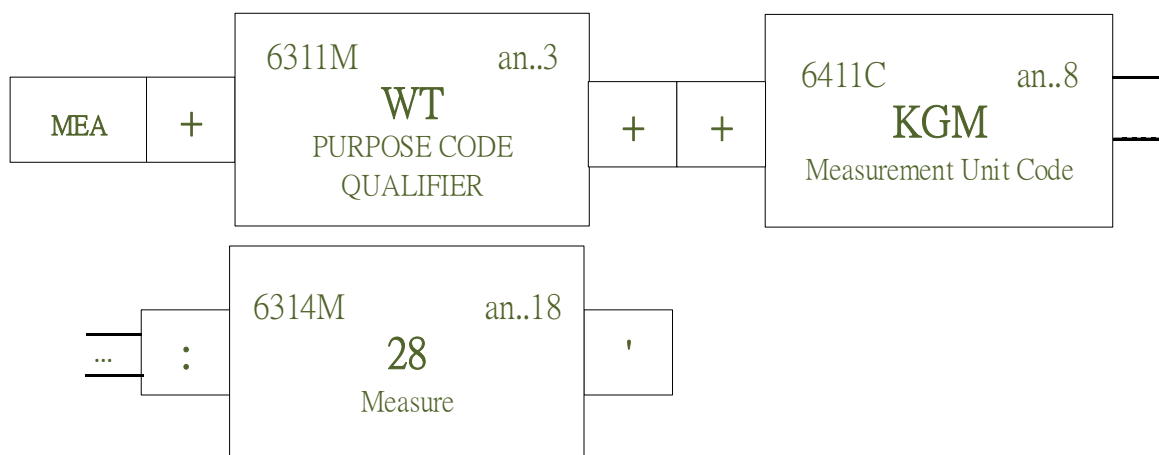 6311M an..3
6411C an..8
MEA + WT + + KGM
PURPOSE CODE
QUALIFIER
Measurement Unit Code
6314M an..18
... : 28 '
Measure